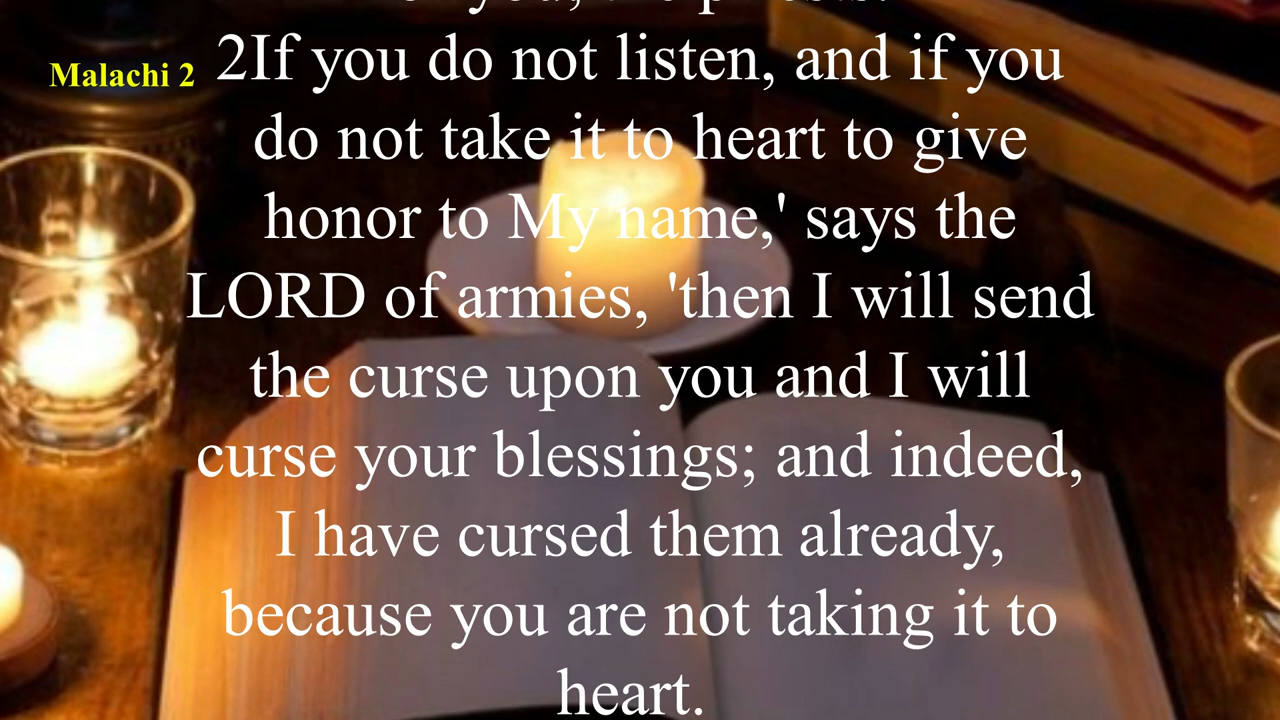 Malachi 2
2If you do not listen, and if you
do not take it to heart to give
honor to My name,' says the
LORD of armies, 'then I will send
the curse upon you and I will
curse your blessings; and indeed,
I have cursed them already,
because you are not taking it to
heart.